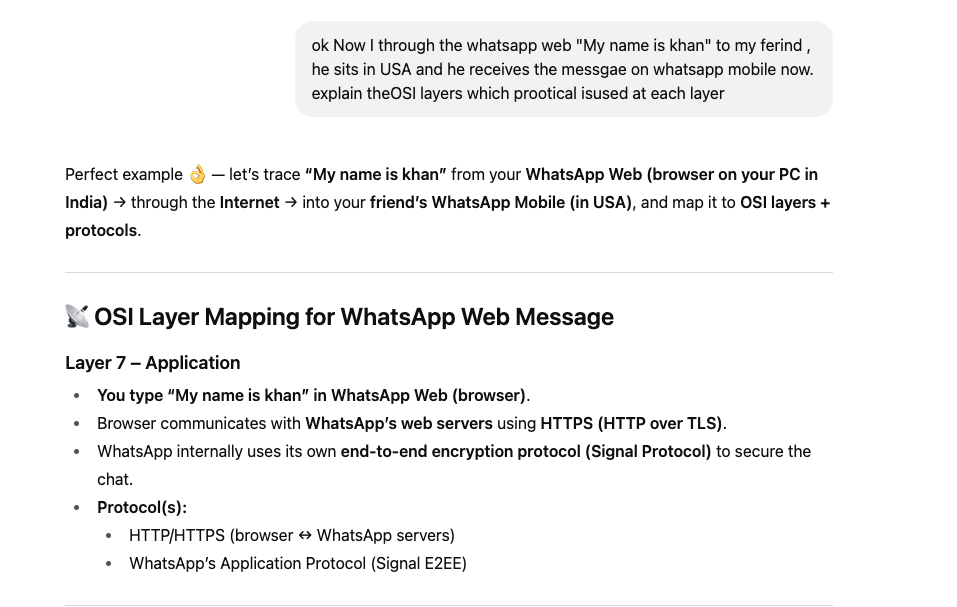 ok Now I through the whatsapp web "My name is khan" to my ferind ,
he sits in USA and he receives the messgae on whatsapp mobile now.
explain theOSI layers which prootical isused at each layer
Perfect example 👌 — let’s trace “My name is khan” from your WhatsApp Web (browser on your PC in
India) → through the Internet → into your friend’s WhatsApp Mobile (in USA), and map it to OSI layers +
protocols.
📡 OSI Layer Mapping for WhatsApp Web Message
Layer 7 – Application
• You type “My name is khan” in WhatsApp Web (browser).
• Browser communicates with WhatsApp’s web servers using HTTPS (HTTP over TLS).
• WhatsApp internally uses its own end-to-end encryption protocol (Signal Protocol) to secure the
chat.
• Protocol(s):
• HTTP/HTTPS (browser ↔ WhatsApp servers)
• WhatsApp’s Application Protocol (Signal E2EE)